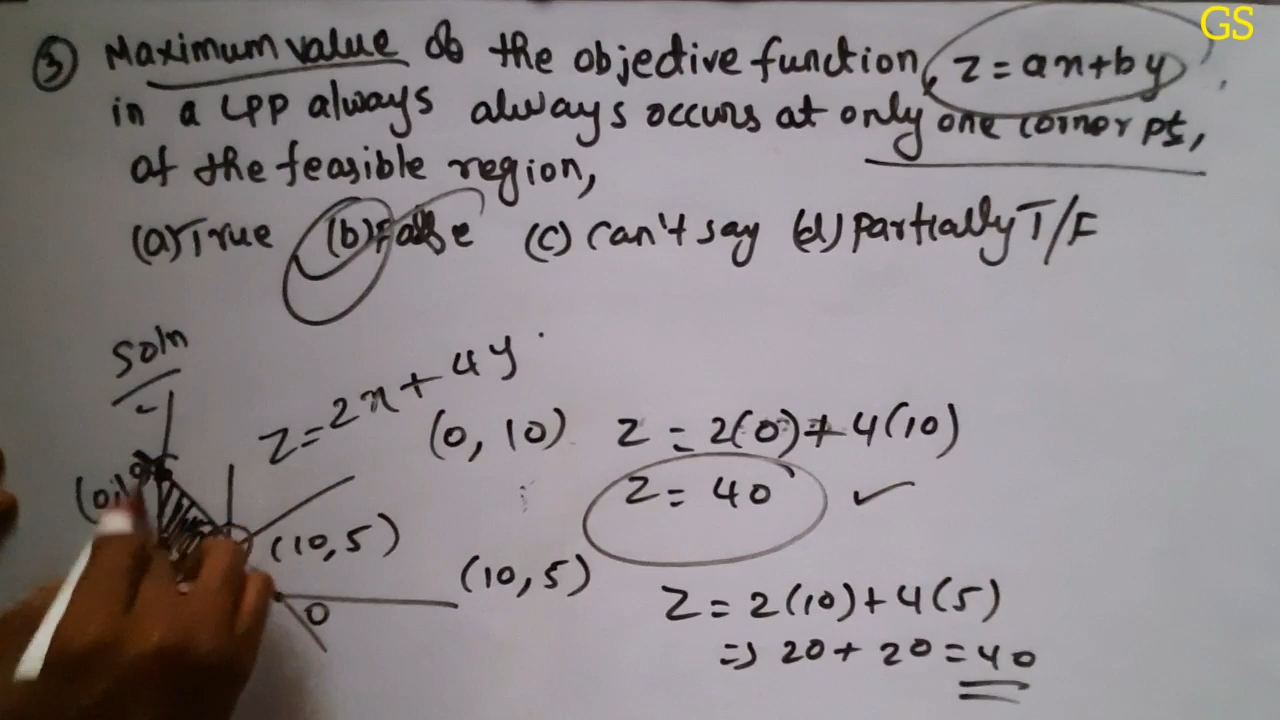 GS
③ Maximum value of the objective function, z=ax+by
in a LPP always always occurs at only one corner pt,
of the feasible region,
(a) True (b) False (c) can't say (d) Partially T/F
Soln
Z=2x+4y
(0, 10) Z = 2(0)+4(10)
Z = 40 ✓
(10,5)
(10,5)
Z = 2(10)+4(5)
=> 20+20=40
0